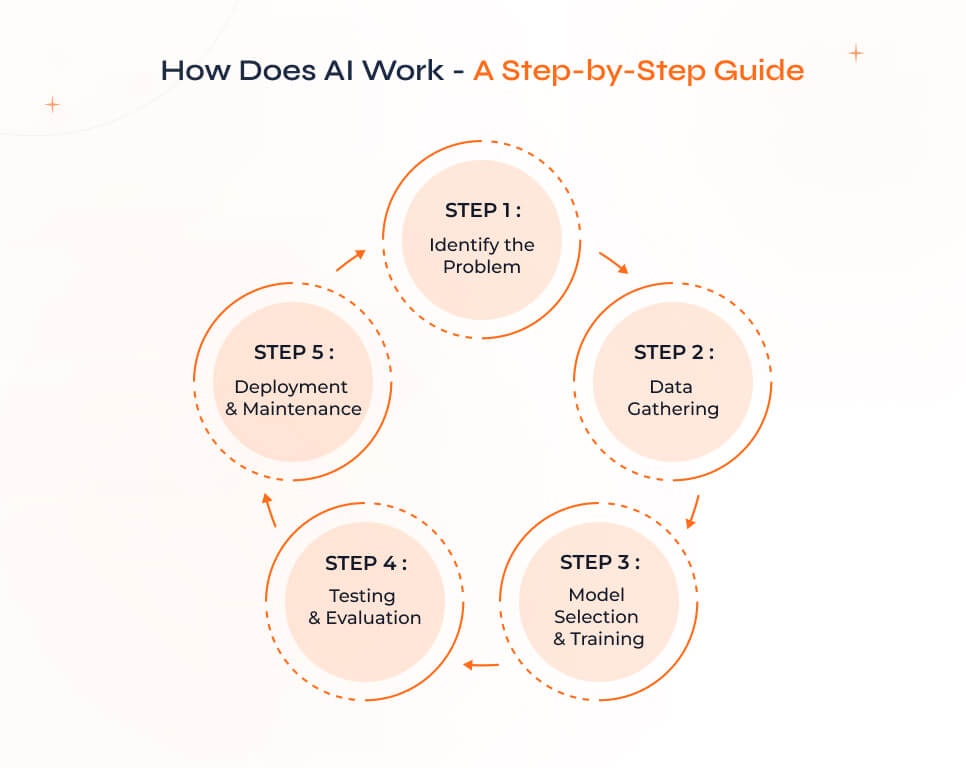 How Does AI Work - A Step-by-Step Guide
STEP 1 :
Identify the
Problem
STEP 2 :
Data
Gathering
STEP 3 :
Model
Selection
& Training
STEP 4 :
Testing
& Evaluation
STEP 5 :
Deployment
& Maintenance